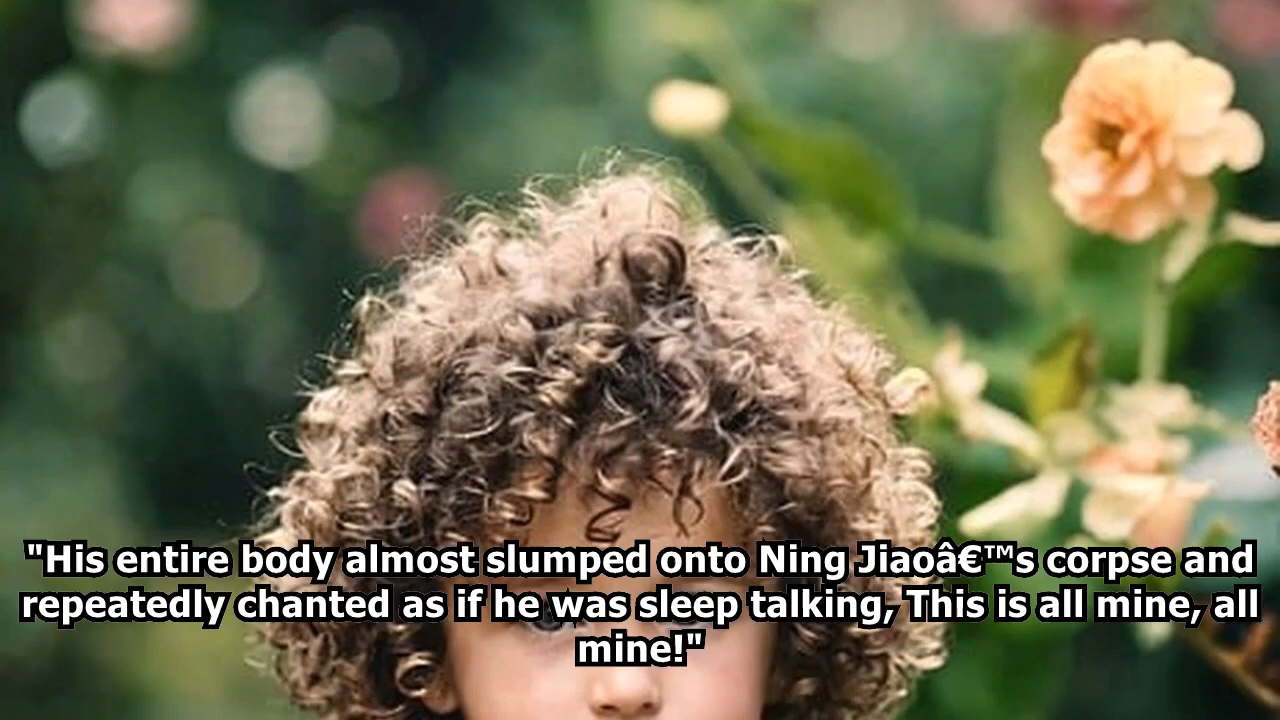 "His entire body almost slumped onto Ning Jiaoâ€™s corpse and
repeatedly chanted as if he was sleep talking, This is all mine, all
mine!"